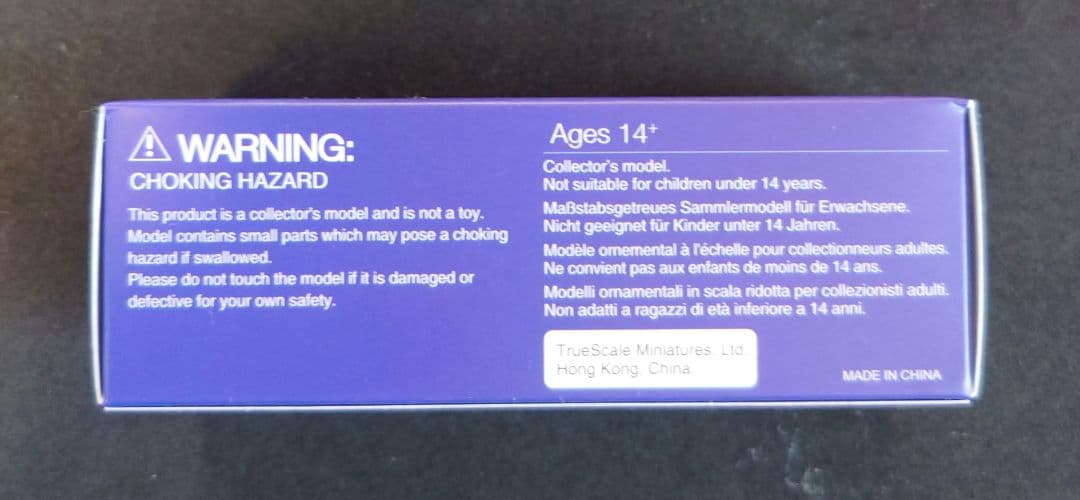 WARNING:
CHOKING HAZARD
This product is a collector's model and is not a toy.
Model contains small parts which may pose a choking
hazard if swallowed.
Please do not touch the model if it is damaged or
defective for your own safety.
Ages 14+
Collector's model.
Not suitable for children under 14 years.
Maßstabsgetreues Sammlermodell für Erwachsene.
Nicht geeignet für Kinder unter 14 Jahren.
Modèle ornemental à l'échelle pour collectionneurs adultes.
Ne convient pas aux enfants de moins de 14 ans.
Modelli ornamentali in scala ridotta per collezionisti adulti.
Non adatti a ragazzi di età inferiore a 14 anni.
TrueScale Miniatures, Ltd.
Hong Kong, China
MADE IN CHINA